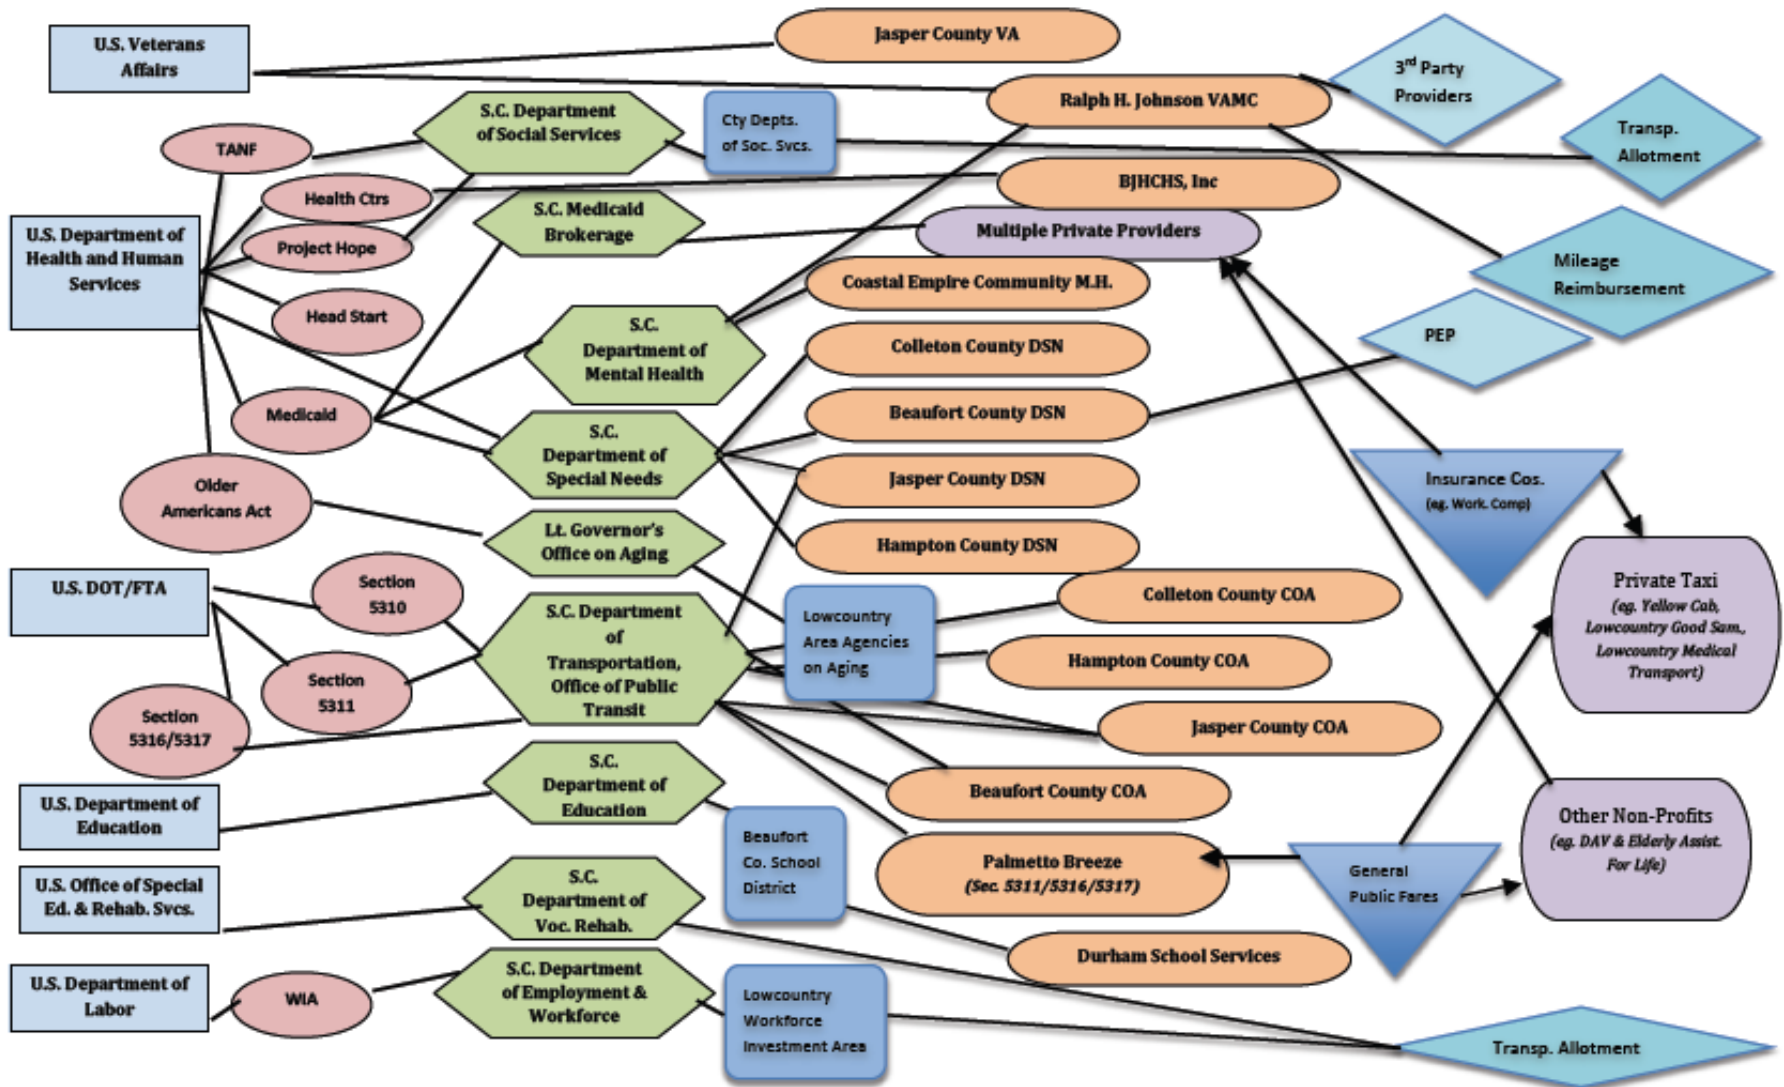 U.S. Veterans
Affairs
Jasper County VA
3rd Party
Providers
Ralph H. Johnson VAMC
S.C. Department
of Social Services
Cty Depts.
of Soc. Svcs.
Transp.
Allotment
TANF
Health Ctrs
BJHCHS, Inc
S.C. Medicaid
Brokerage
Multiple Private Providers
U.S. Department of
Health and Human
Services
Project Hope
Mileage
Reimbursement
Coastal Empire Community M.H.
Head Start
S.C.
Department of
Mental Health
Colleton County DSN
PEP
Medicaid
Beaufort County DSN
S.C.
Department of
Special Needs
Jasper County DSN
Insurance Cos.
(eg. Work. Comp)
Older
Americans Act
Lt. Governor's
Office on Aging
Hampton County DSN
U.S. DOT/FTA
Section
5310
S.C. Department
of
Transportation,
Office of Public
Transit
Lowcountry
Area Agencies
on Aging
Colleton County COA
Private Taxi
(eg. Yellow Cab,
Lowcountry Good Sam.,
Lowcountry Medical
Transport)
Hampton County COA
Section
5311
Section
5316/5317
Jasper County COA
S.C.
Department of
Education
Beaufort County COA
U.S. Department of
Education
Beaufort
Co. School
District
Other Non-Profits
(eg. DAV & Elderly Assist.
For Life)
Palmetto Breeze
(Sec. 5311/5316/5317)
General
Public Fares
U.S. Office of Special
Ed. & Rehab. Svcs.
S.C.
Department of
Voc. Rehab.
Durham School Services
U.S. Department of
Labor
WIA
S.C. Department
of Employment &
Workforce
Lowcountry
Workforce
Investment Area
Transp. Allotment